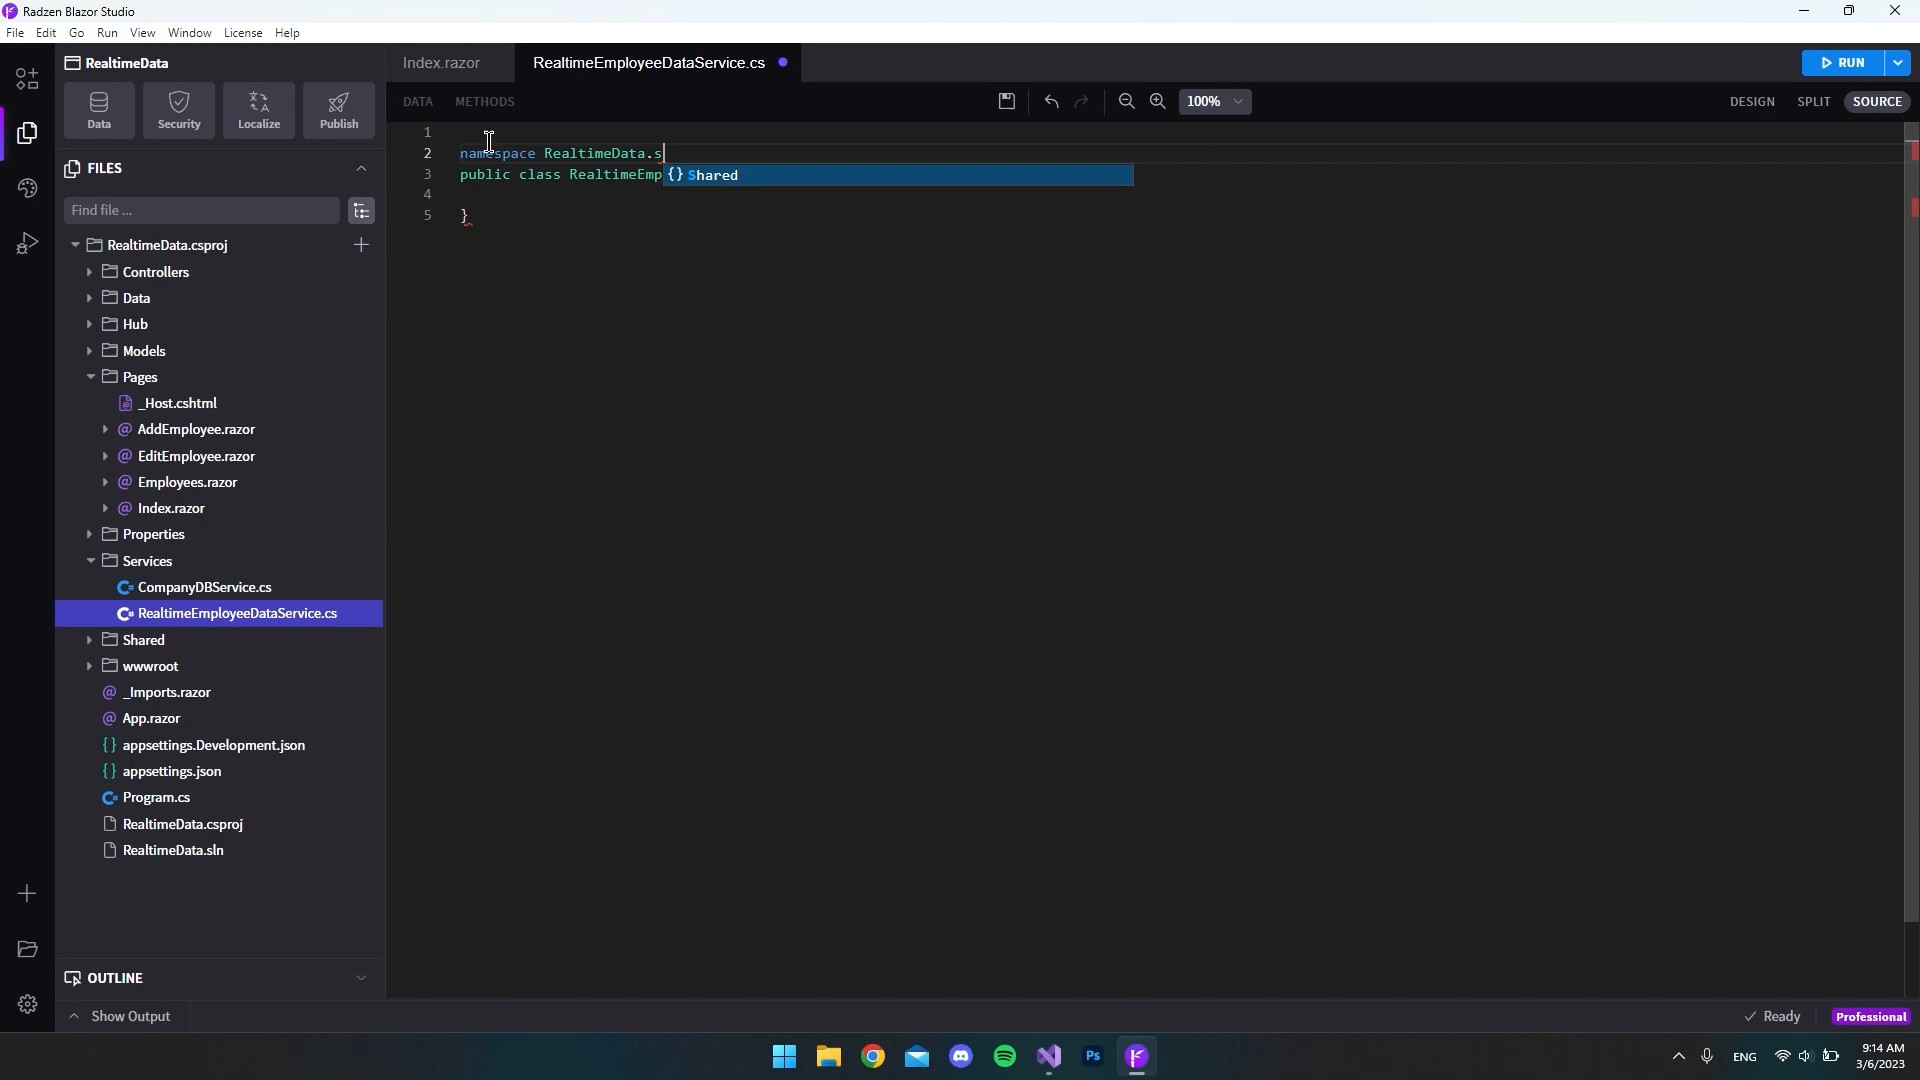 Radzen Blazor Studio
File Edit Go Run View Window License Help
RealtimeData
Data Security Localize Publish
FILES
Find file ...
RealtimeData.csproj
Controllers
Data
Hub
Models
Pages
_Host.cshtml
AddEmployee.razor
EditEmployee.razor
Employees.razor
Index.razor
Properties
Services
CompanyDBService.cs
RealtimeEmployeeDataService.cs
Shared
wwwroot
_Imports.razor
App.razor
appsettings.Development.json
appsettings.json
Program.cs
RealtimeData.csproj
RealtimeData.sln
OUTLINE
Show Output
Index.razor RealtimeEmployeeDataService.cs
RUN
DATA METHODS 100% DESIGN SPLIT SOURCE
1
2 namespace RealtimeData.s
3 public class RealtimeEmp {} Shared
4
5 }
Ready Professional
Ps ENG 9:14 AM
3/6/2023